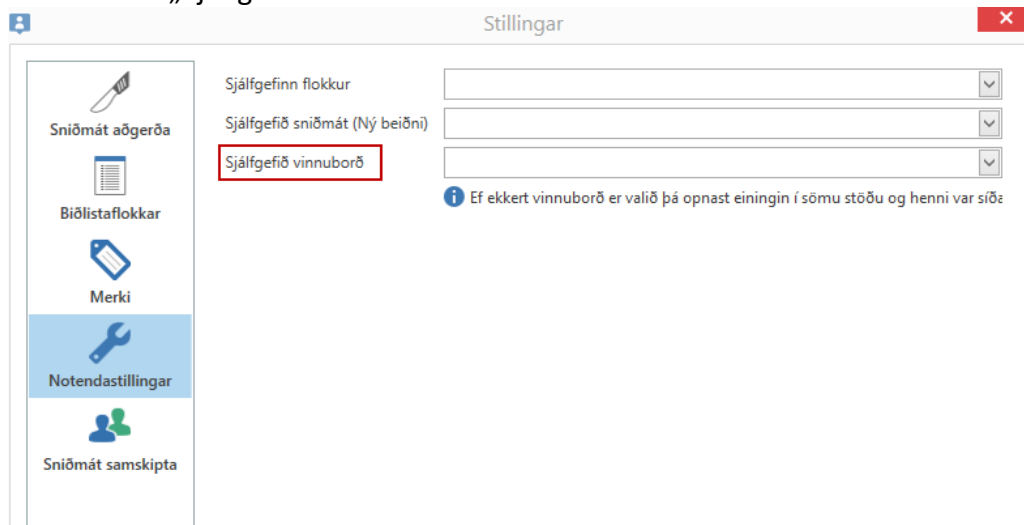 Stillingar
Sniðmát aðgerða
Biðlistaflokkar
Merki
Notendastillingar
Sniðmát samskipta
Sjálfgefinn flokkur
Sjálfgefið sniðmát (Ný beiðni)
Sjálfgefið vinnuborð
Ef ekkert vinnuborð er valið þá opnast einingin í sömu stöðu og henni var